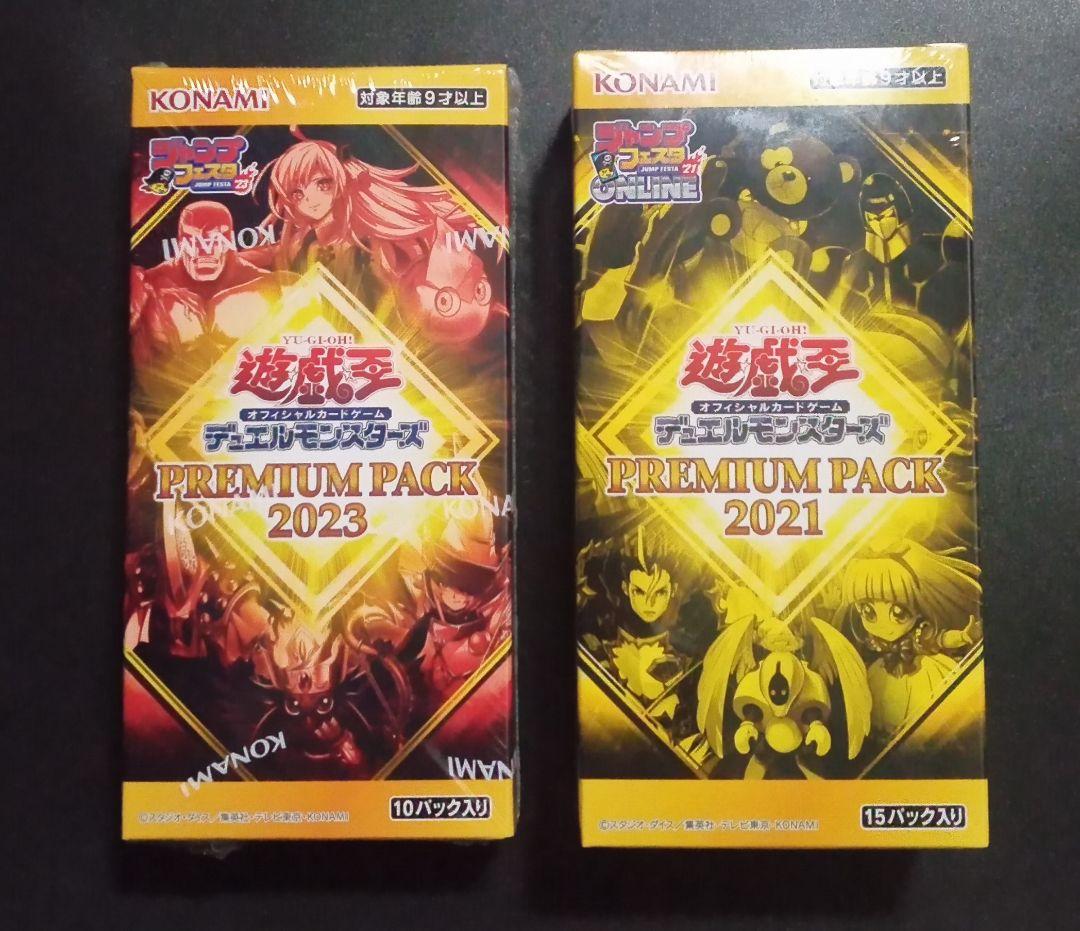 KONAMI
対象年齢9才以上
ジャンプ
フェスタ
JUMP FESTA
'23
KONAMI
YU-GI-OH!
遊戯王
オフィシャルカードゲーム
デュエルモンスターズ
PREMIUM PACK
2023
KONAMI
KONAMI
10パック入り
©スタジオ・ダイス/集英社・テレビ東京・KONAMI
KONAMI
対象年齢9才以上
ジャンプ
フェスタ
JUMP FESTA
'21
ONLINE
YU-GI-OH!
遊戯王
オフィシャルカードゲーム
デュエルモンスターズ
PREMIUM PACK
2021
15パック入り
©スタジオ・ダイス/集英社・テレビ東京・KONAMI